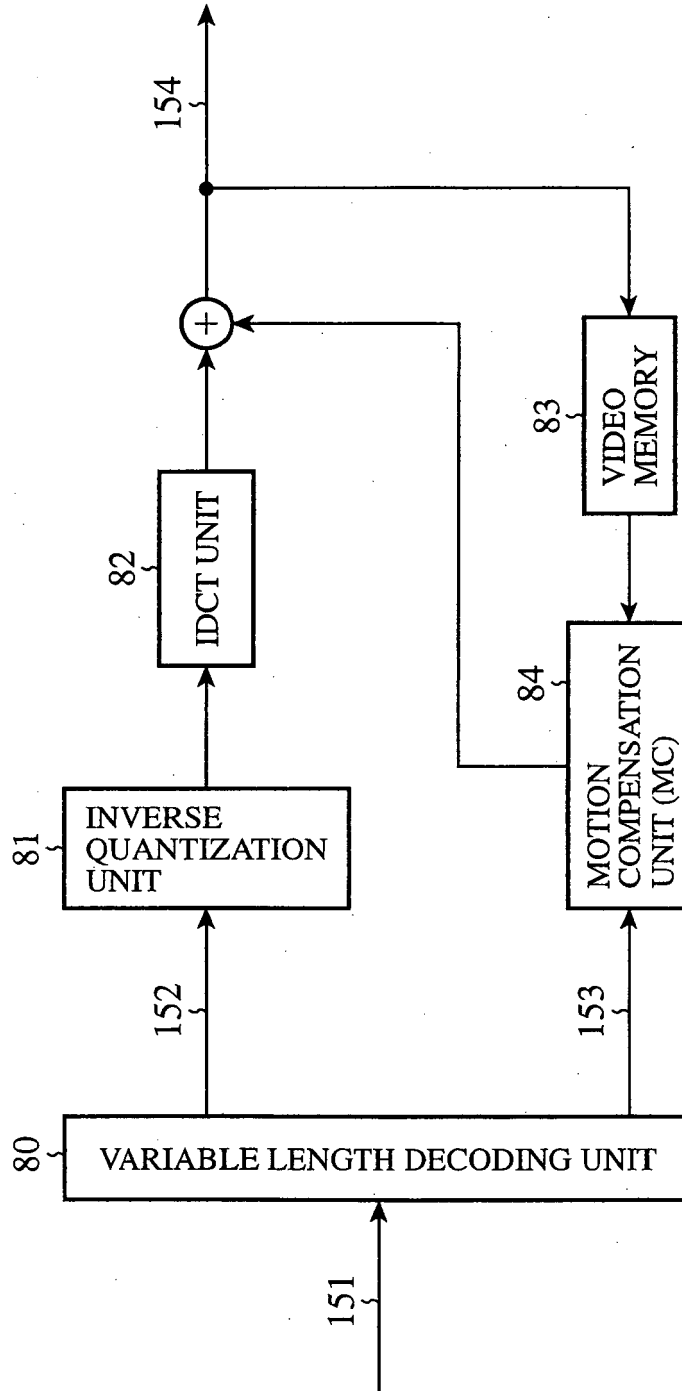 151
80
VARIABLE LENGTH DECODING UNIT
152
153
81
INVERSE
QUANTIZATION
UNIT
82
IDCT UNIT
84
MOTION
COMPENSATION
UNIT (MC)
83
VIDEO
MEMORY
+
154